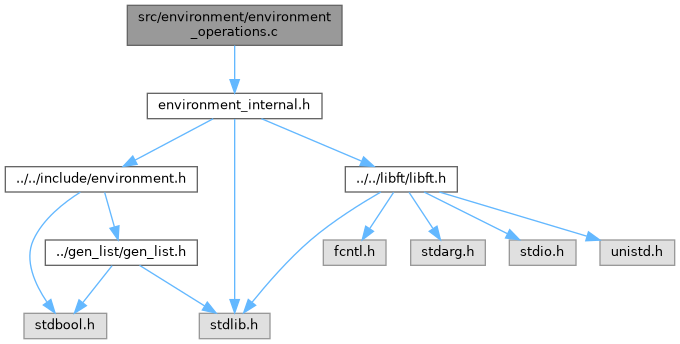 src/environment/environment
_operations.c
environment_internal.h
../../include/environment.h
../../libft/libft.h
../gen_list/gen_list.h
fcntl.h
stdarg.h
stdio.h
unistd.h
stdbool.h
stdlib.h